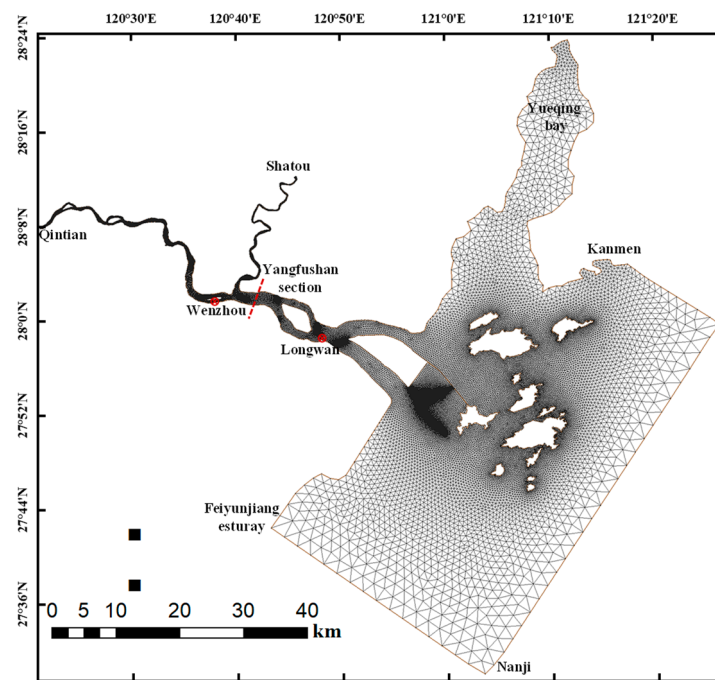 120°30'E 120°40'E 120°50'E 121°0'E 121°10'E 121°20'E
28°24'N
28°16'N
28°8'N
28°0'N
27°52'N
27°44'N
27°36'N
Yueqing
bay
Shatou
Qintian
Kanmen
Yangfushan
section
Wenzhou
Longwan
Feiyunjiang
esturay
0 5 10 20 30 40
km
Nanji